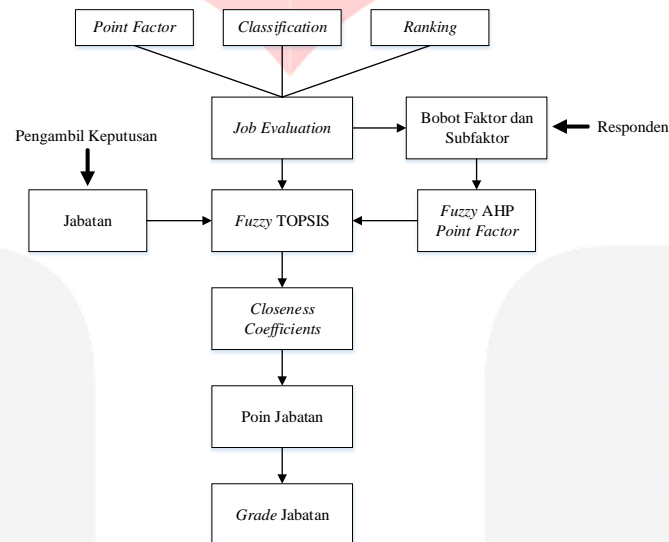 Point Factor
Classification
Ranking
Job Evaluation
Bobot Faktor dan
Subfaktor
Responden
Pengambil Keputusan
Jabatan
Fuzzy TOPSIS
Fuzzy AHP
Point Factor
Closeness
Coefficients
Poin Jabatan
Grade Jabatan